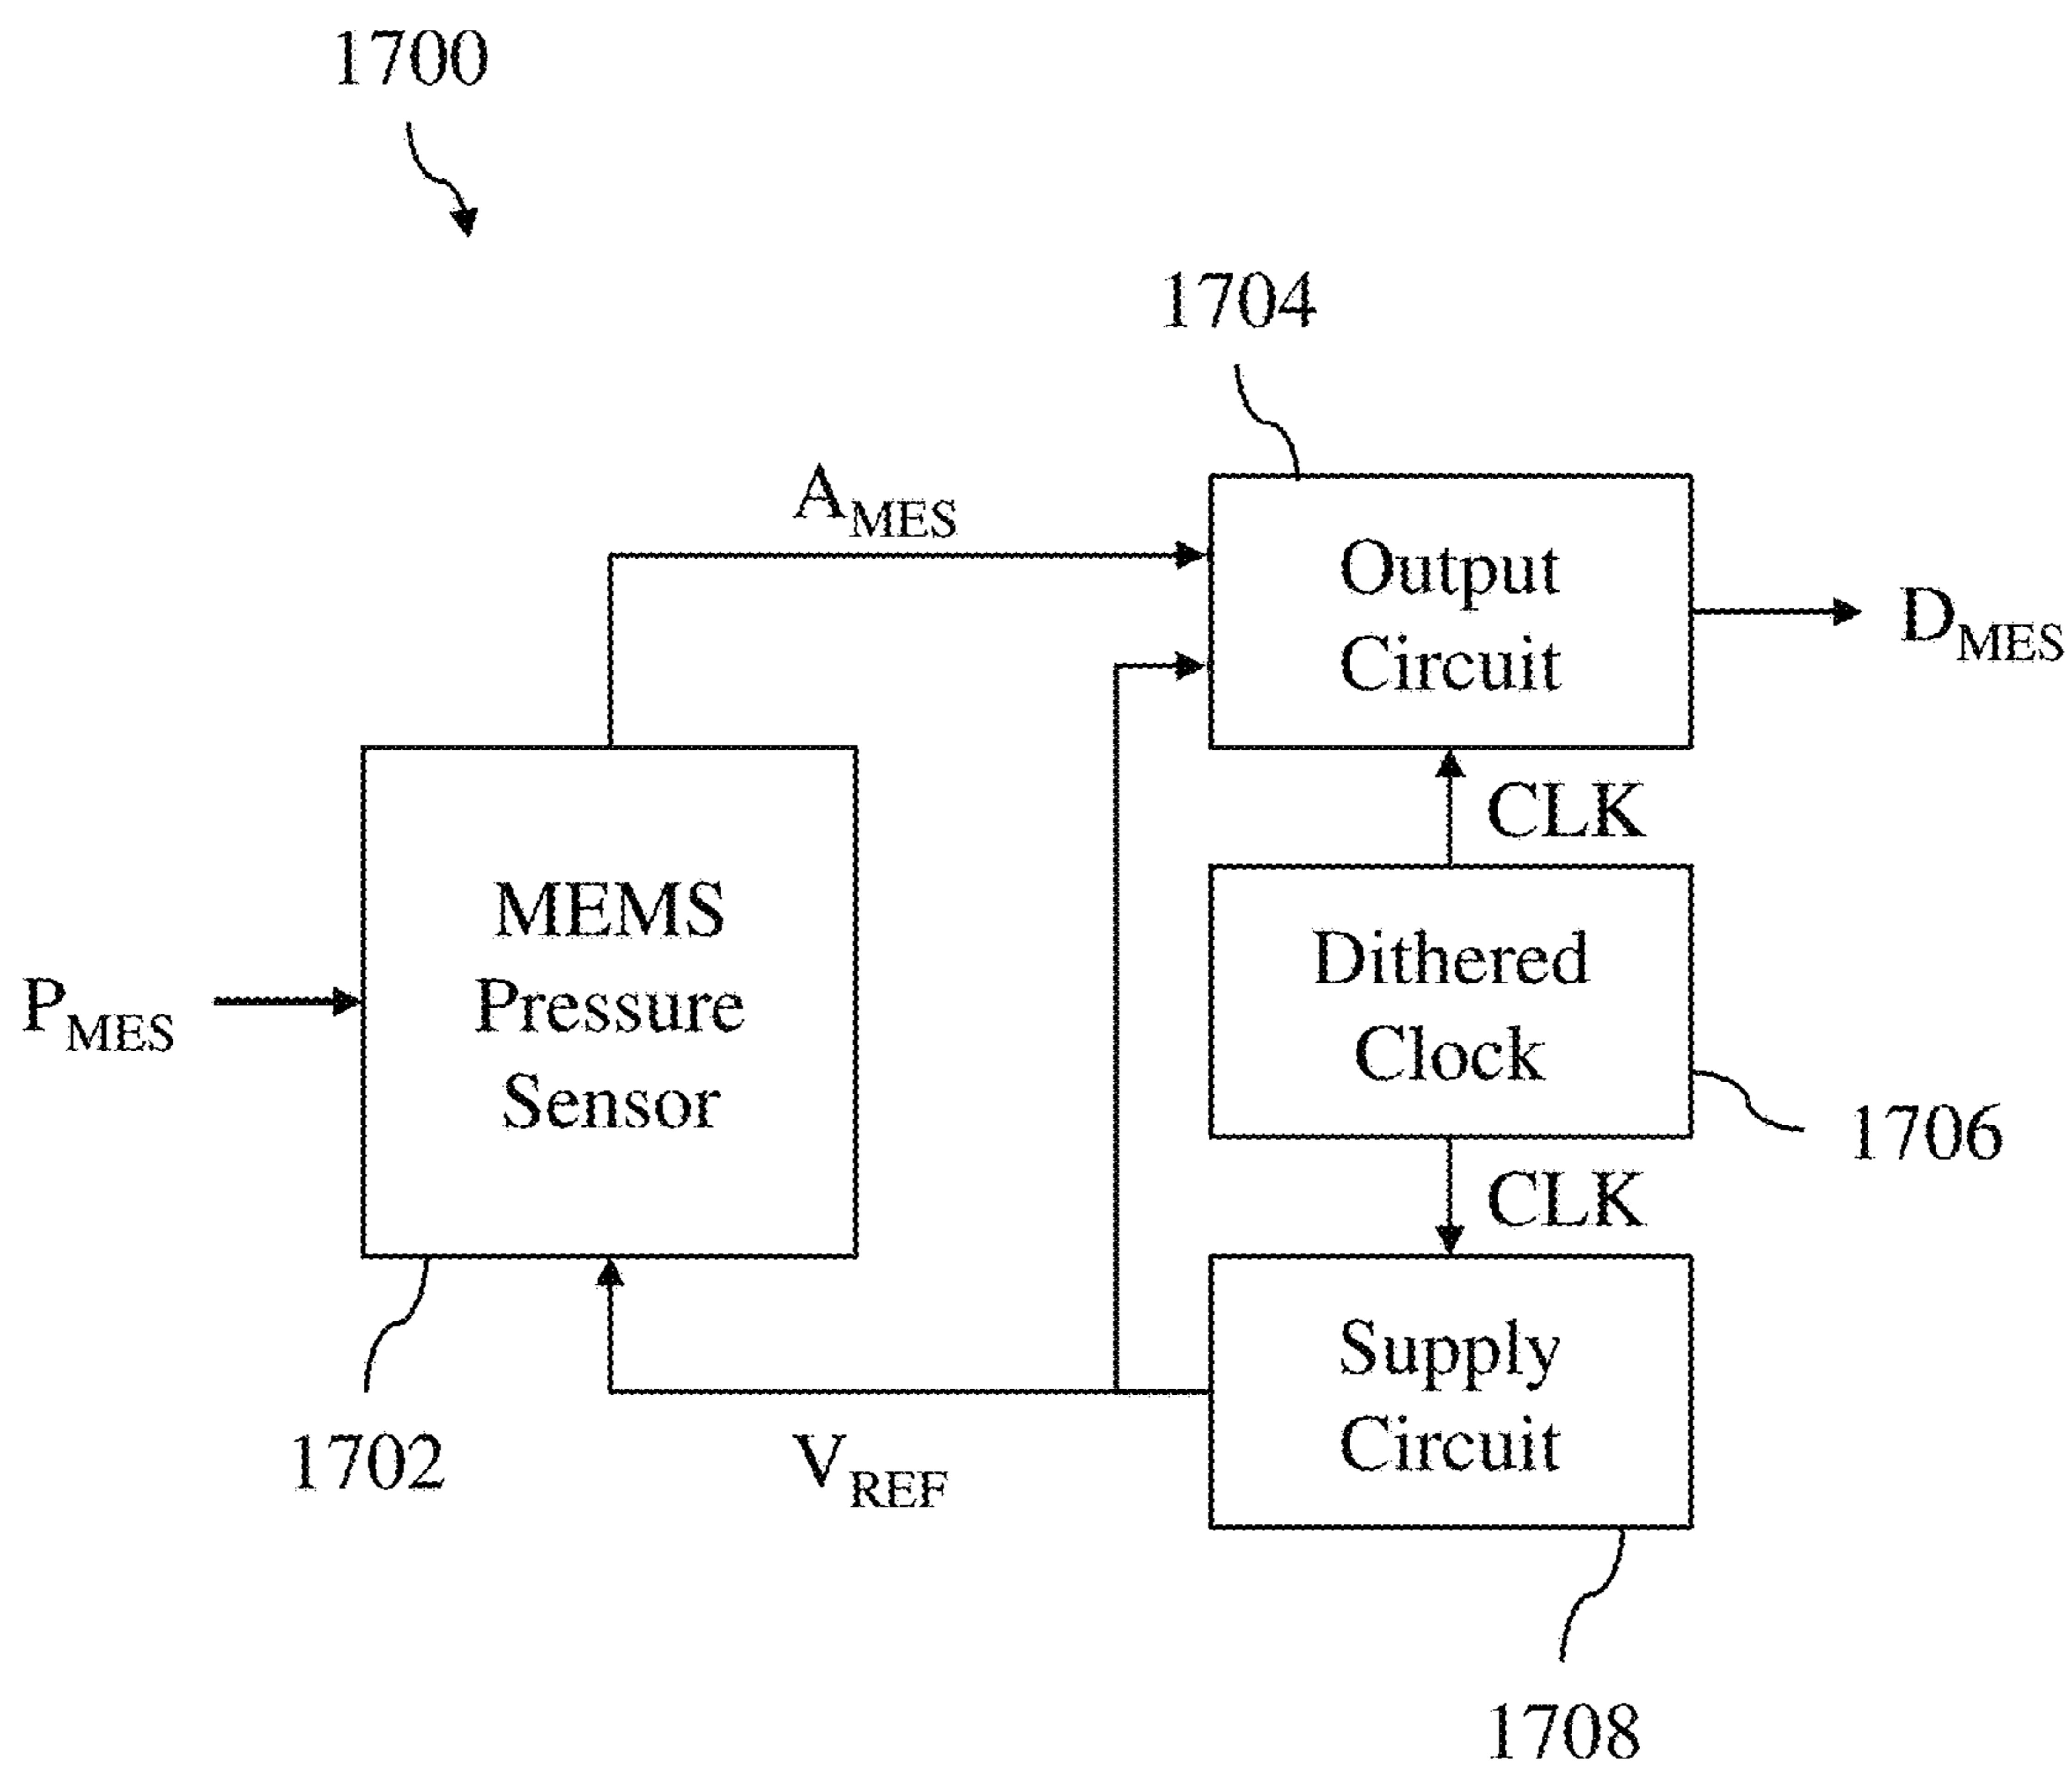 1700
1704
A_MES
Output
Circuit
D_MES
CLK
MEMS
Pressure
Sensor
P_MES
Dithered
Clock
1706
CLK
Supply
Circuit
1702
V_REF
1708